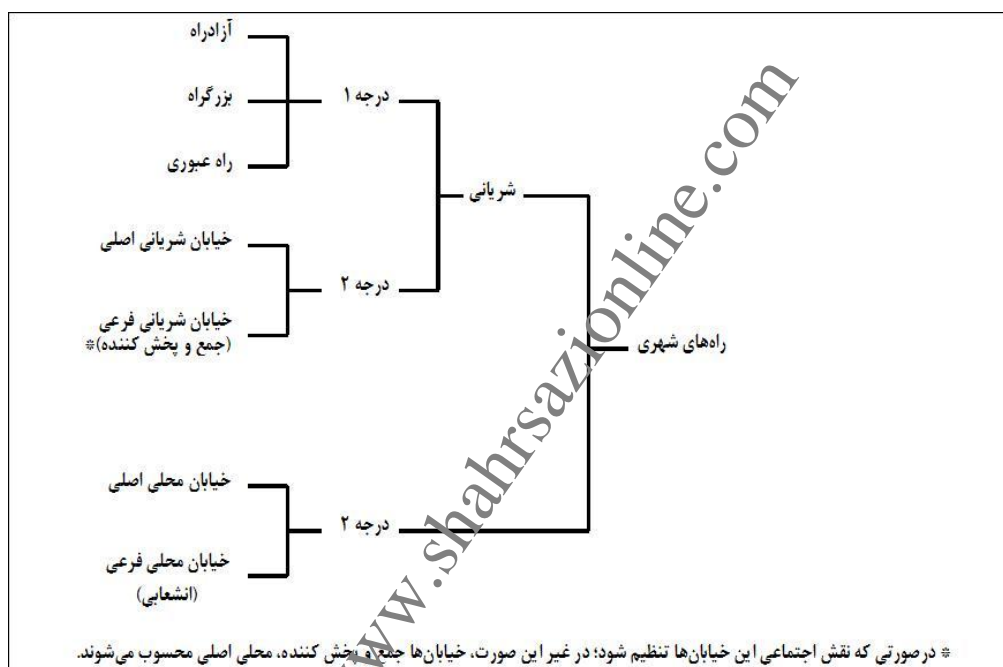 راه‌های شهری
شریانی
درجه ۱
آزادراه
بزرگراه
راه عبوری
درجه ۲
خیابان شریانی اصلی
خیابان شریانی فرعی
(جمع و پخش کننده)*
درجه ۲
خیابان محلی اصلی
خیابان محلی فرعی
(انشعابی)
* درصورتی که نقش اجتماعی این خیابان‌ها تنظیم شود؛ در غیر این صورت، خیابان‌ها جمع و پخش کننده، محلی اصلی محسوب می‌شوند.
www.shahrsazionline.com